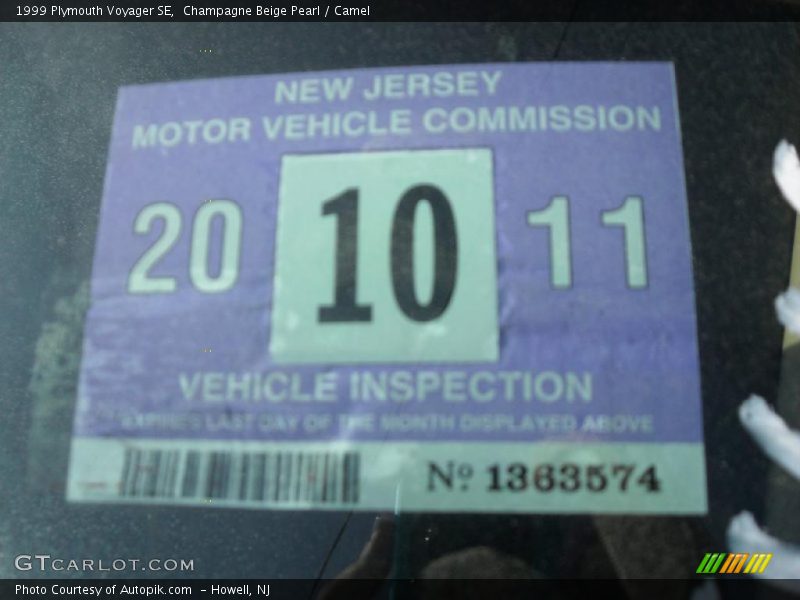 1999 Plymouth Voyager SE,  Champagne Beige Pearl / Camel
NEW JERSEY
MOTOR VEHICLE COMMISSION
20 10 11
VEHICLE INSPECTION
EXPIRES LAST DAY OF THE MONTH DISPLAYED ABOVE
Nº 1363574
GTCARLOT.COM
Photo Courtesy of Autopik.com  – Howell, NJ